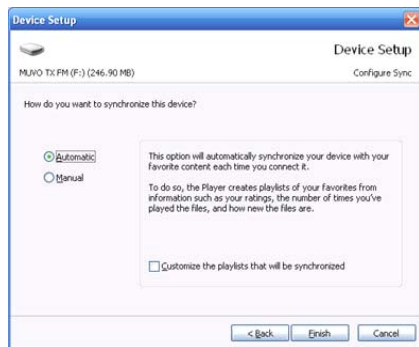 Device Setup
Device Setup
MUVO TX FM (F:) (246.90 MB)
Configure Sync
How do you want to synchronize this device?
Automatic
Manual
This option will automatically synchronize your device with your
favorite content each time you connect it.
To do so, the Player creates playlists of your favorites from
information such as your ratings, the number of times you've
played the files, and how new the files are.
Customize the playlists that will be synchronized
< Back
Finish
Cancel